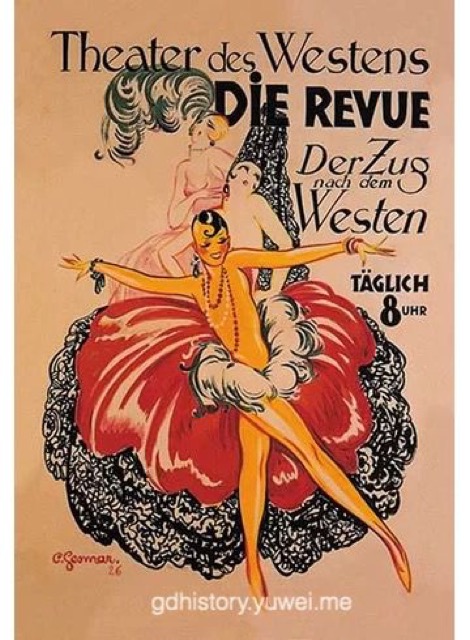 Theater des Westens
DIE REVUE
Der Zug
nach dem
Westen
TÄGLICH
8 UHR
C. Gesmar.
26
gdhistory.yuwei.me